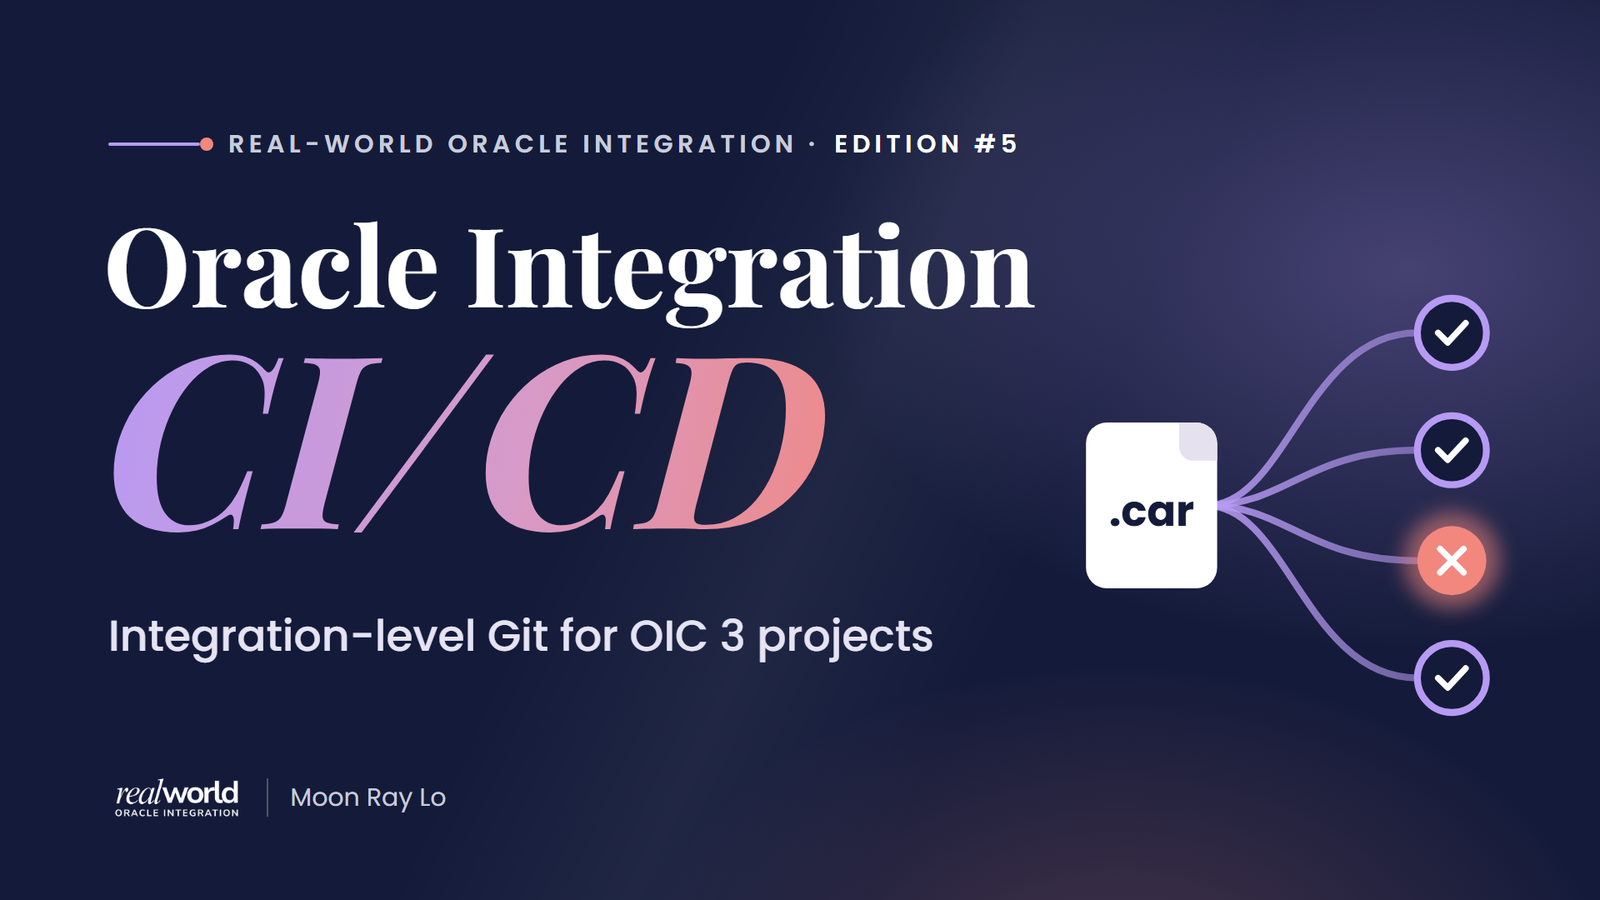 REAL-WORLD ORACLE INTEGRATION · EDITION #5
Oracle Integration
CI/CD
Integration-level Git for OIC 3 projects
.car
realworld
ORACLE INTEGRATION
Moon Ray Lo